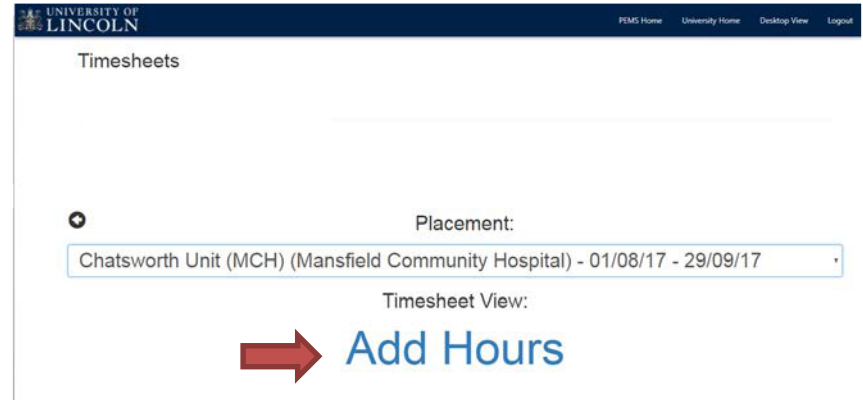 UNIVERSITY OF
LINCOLN
PEMS Home University Home Desktop View Logout
Timesheets
Placement:
Chatsworth Unit (MCH) (Mansfield Community Hospital) - 01/08/17 - 29/09/17
Timesheet View:
Add Hours